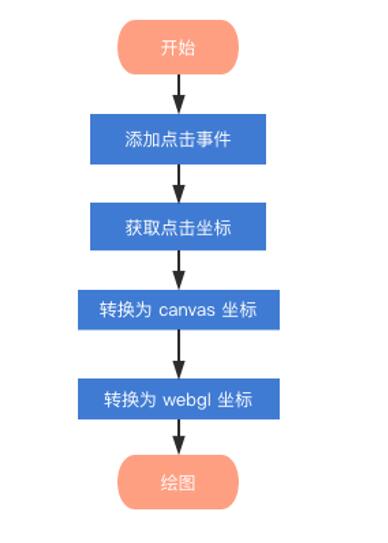 开始
添加点击事件
获取点击坐标
转换为 canvas 坐标
转换为 webgl 坐标
绘图